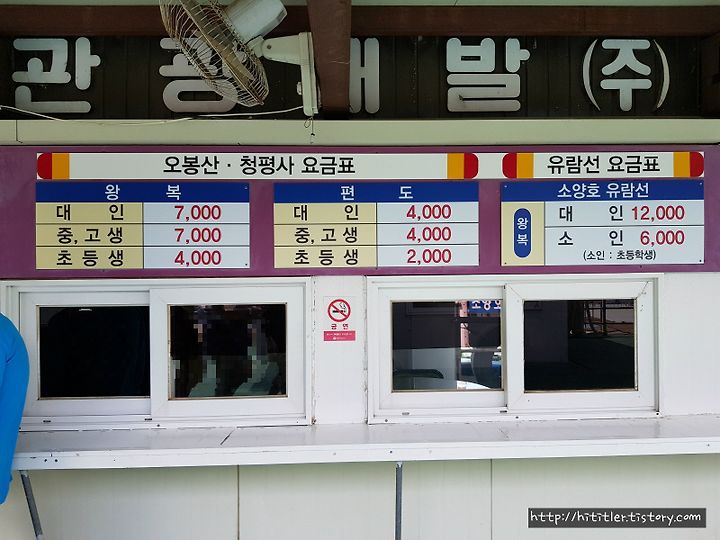 관광개발(주)
오봉산 · 청평사 요금표
왕 복
대 인 7,000
중, 고생 7,000
초등생 4,000
편 도
대 인 4,000
중, 고생 4,000
초등생 2,000
유람선 요금표
소양호 유람선
왕복
대 인 12,000
소 인 6,000
(소인 : 초등학생)
금연
http://hititler.tistory.com